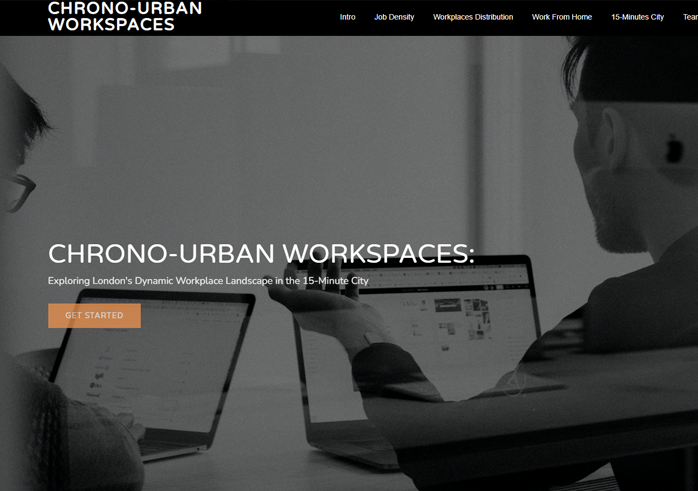 CHRONO-URBAN
WORKSPACES
Intro Job Density Workplaces Distribution Work From Home 15-Minutes City
CHRONO-URBAN WORKSPACES:
Exploring London's Dynamic Workplace Landscape in the 15-Minute City
GET STARTED